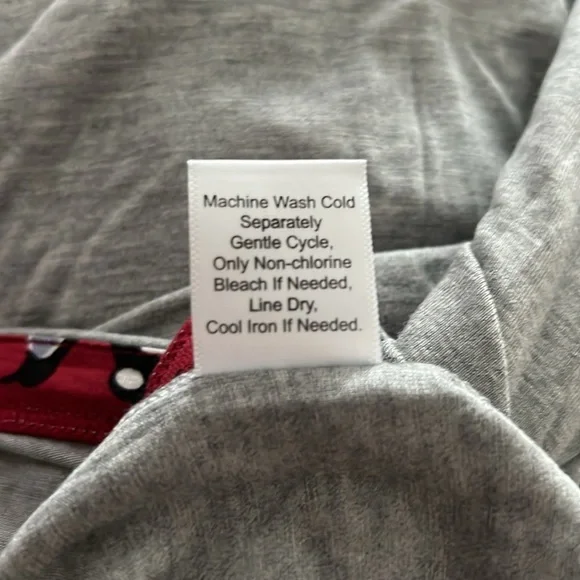 Machine Wash Cold
Separately
Gentle Cycle,
Only Non-chlorine
Bleach If Needed,
Line Dry,
Cool Iron If Needed.